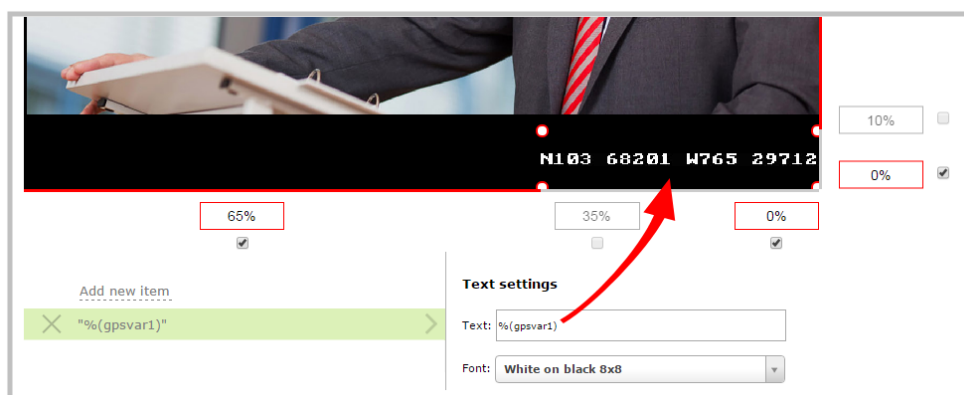 10%
N103 68201 W765 29712
0%
65%
35%
0%
Add new item
Text settings
"%(gpsvar1)"
Text: %(gpsvar1)
Font: White on black 8x8